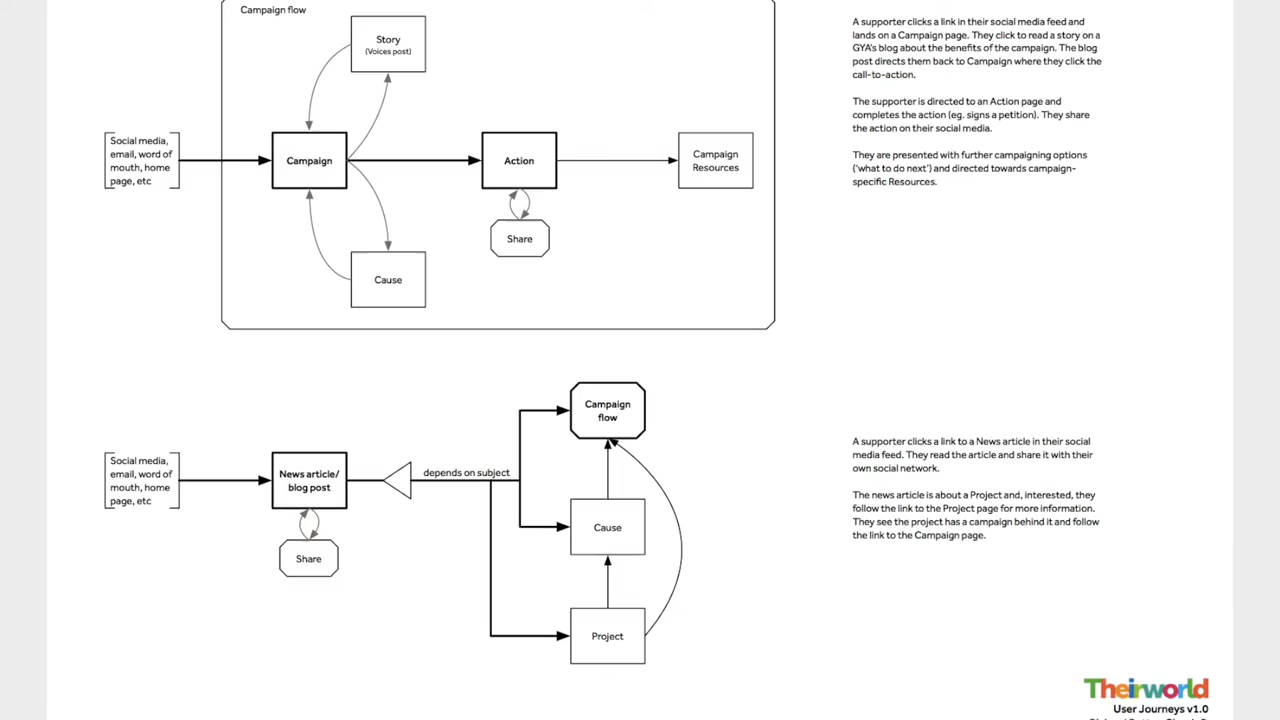 Campaign flow
Story
(Voices post)
Social media,
email, word of
mouth, home
page, etc
Campaign
Action
Campaign
Resources
Share
Cause
A supporter clicks a link in their social media feed and
lands on a Campaign page. They click to read a story on a
GYA's blog about the benefits of the campaign. The blog
post directs them back to Campaign where they click the
call-to-action.
The supporter is directed to an Action page and
completes the action (eg. signs a petition). They share
the action on their social media.
They are presented with further campaigning options
('what to do next') and directed towards campaign-
specific Resources.
Campaign
flow
Social media,
email, word of
mouth, home
page, etc
News article/
blog post
depends on subject
Share
Cause
Project
A supporter clicks a link to a News article in their social
media feed. They read the article and share it with their
own social network.
The news article is about a Project and, interested, they
follow the link to the Project page for more information.
They see the project has a campaign behind it and follow
the link to the Campaign page.
Theirworld
User Journeys v1.0